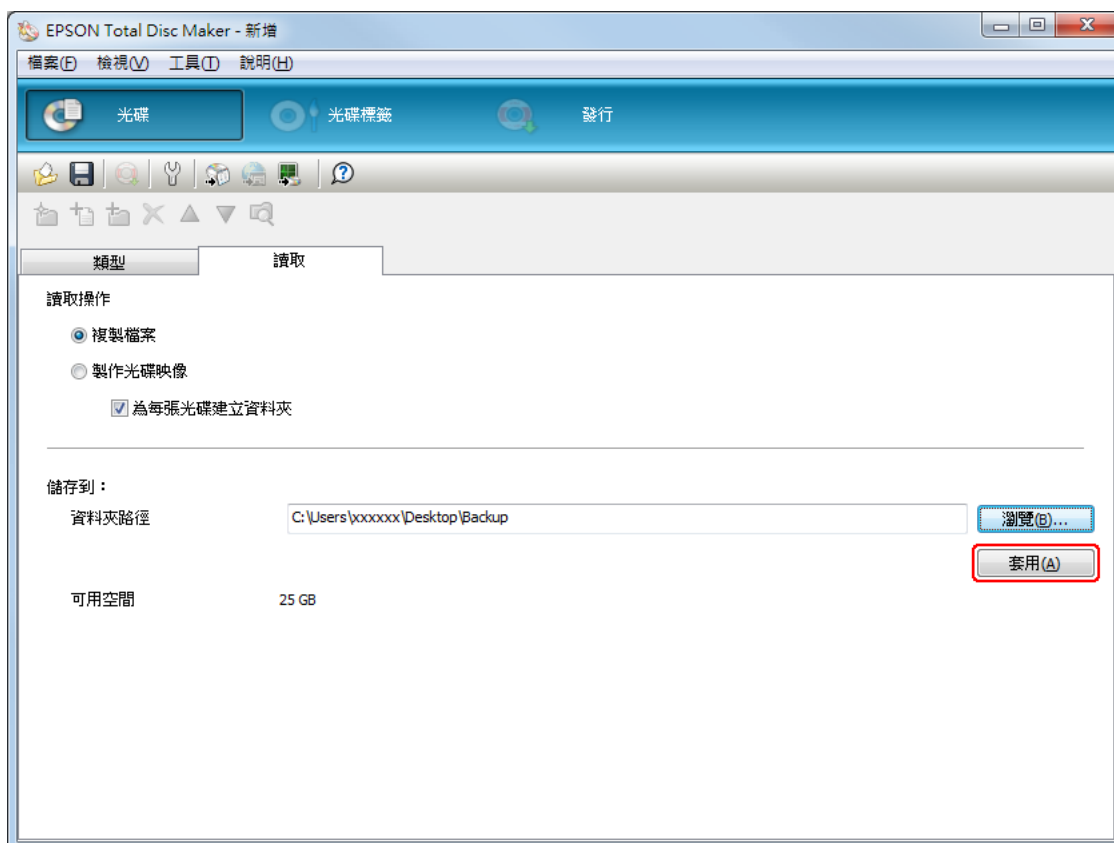 EPSON Total Disc Maker - 新增
檔案(F) 檢視(V) 工具(T) 說明(H)
光碟 光碟標籤 發行
類型 讀取
讀取操作
複製檔案
製作光碟映像
為每張光碟建立資料夾
儲存到：
資料夾路徑 C:\Users\xxxxxx\Desktop\Backup 瀏覽(B)...
套用(A)
可用空間 25 GB